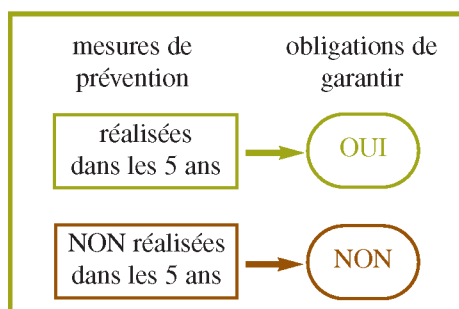 mesures de
prévention
obligations de
garantir
réalisées
dans les 5 ans
OUI
NON réalisées
dans les 5 ans
NON